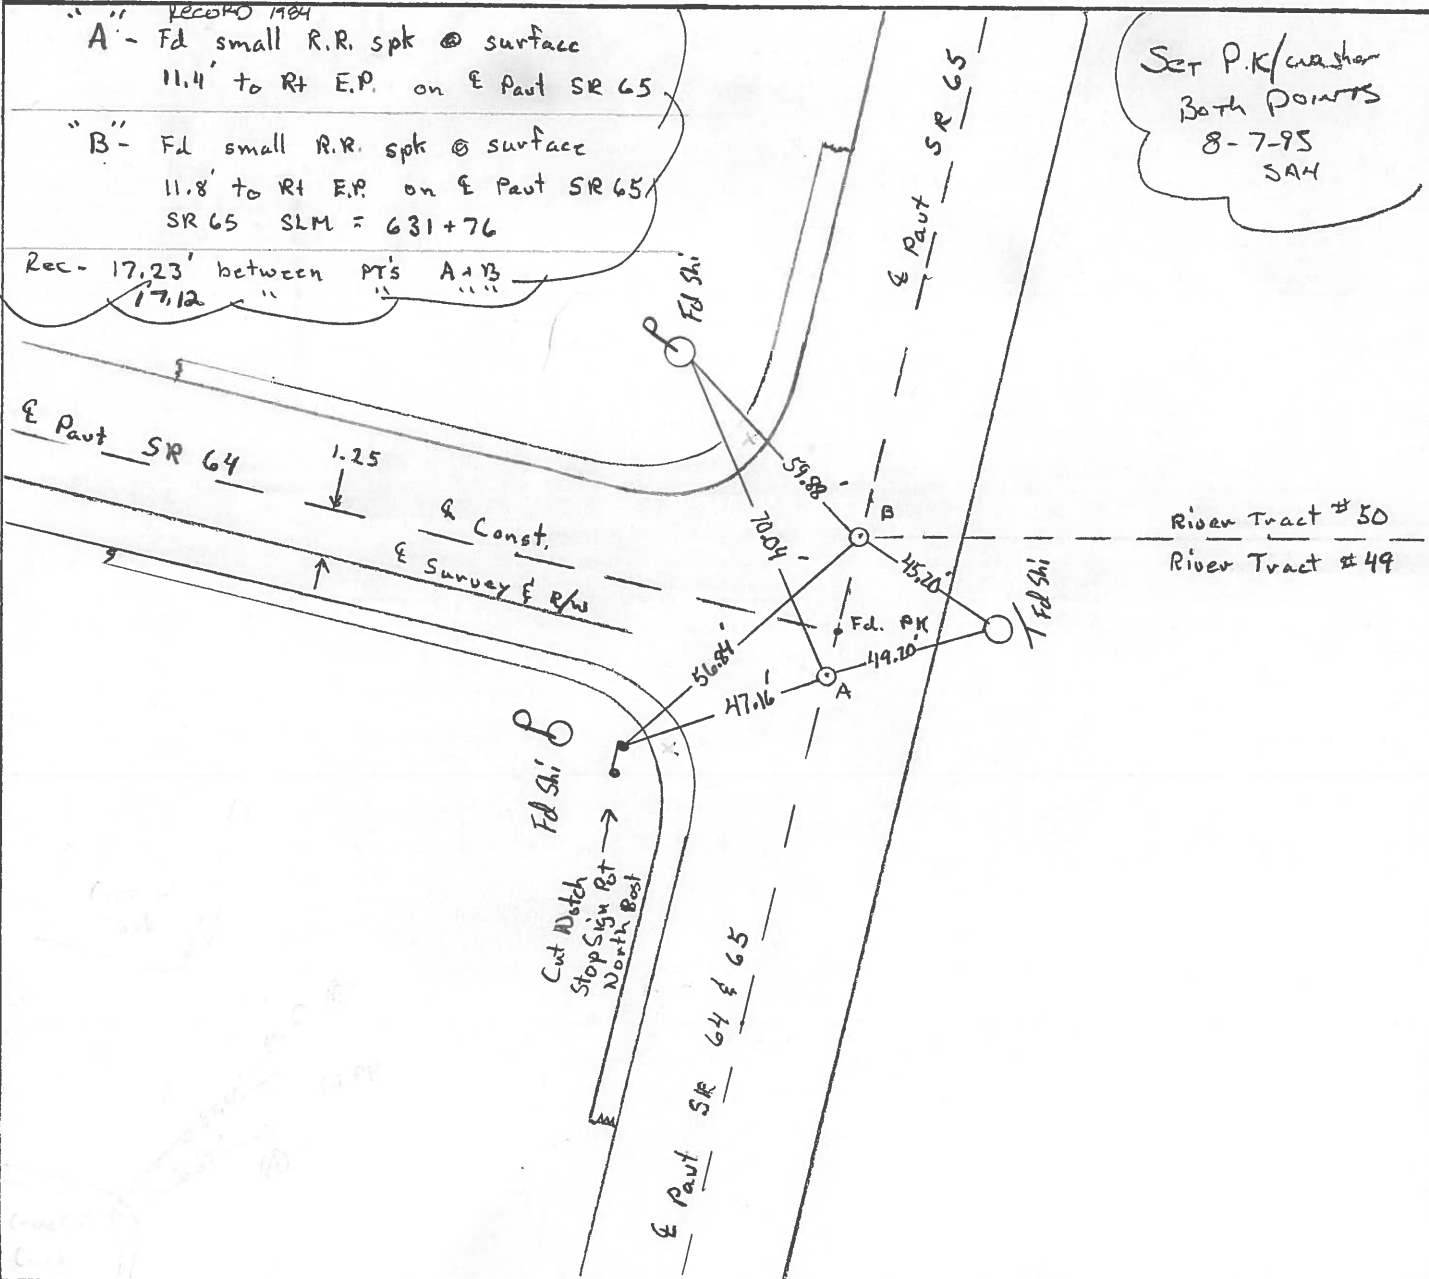 RECORD 1984
"A" - Fd small R.R. spk @ surface
11.4' to Rt E.P. on ℄ Pavt SR 65
"B" - Fd small R.R. spk @ surface
11.8' to Rt E.P. on ℄ Pavt SR 65
SR 65 SLM = 631+76
Rec - 17.23' between PT'S A + B
17.12 " " " " "
Set P.K/washer
Both POINTS
8-7-95
SAH
℄ Pavt SR 65
Fd Shi
℄ Pavt SR 64
1.25
℄ Const.
℄ Survey & R/W
59.88'
70.04'
B
River Tract #50
River Tract #49
45.20'
Fd Shi
Fd. PK
49.20'
A
56.84'
47.16'
Fd Shi
Cut Notch
Stop Sign Pot
North Post
℄ Pavt SR 64 & 65